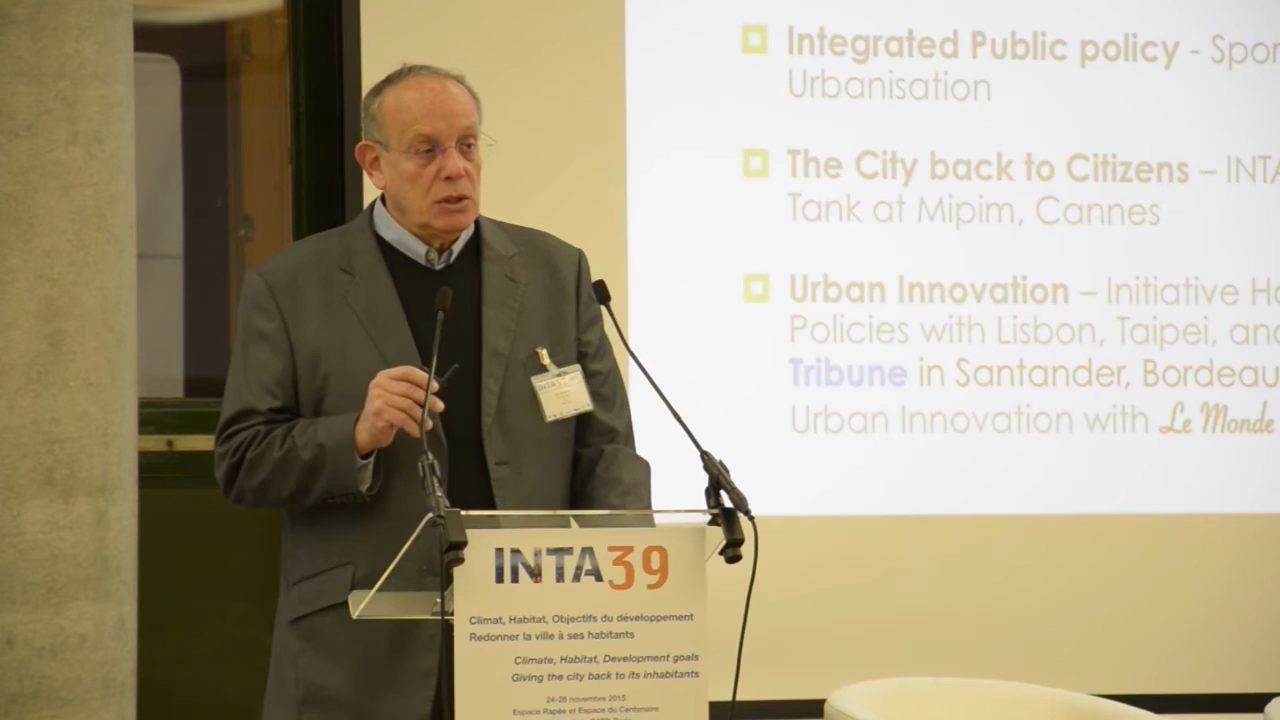 Integrated Public policy - Spor
Urbanisation
The City back to Citizens – INTA
Tank at Mipim, Cannes
Urban Innovation – Initiative Ho
Policies with Lisbon, Taipei, and
Tribune in Santander, Bordeau
Urban Innovation with Le Monde
INTA
INTA39
Climat, Habitat, Objectifs du développement
Redonner la ville à ses habitants
Climate, Habitat, Development goals
Giving the city back to its inhabitants
24-26 novembre 2015
Espace Rapée et Espace du Centenaire